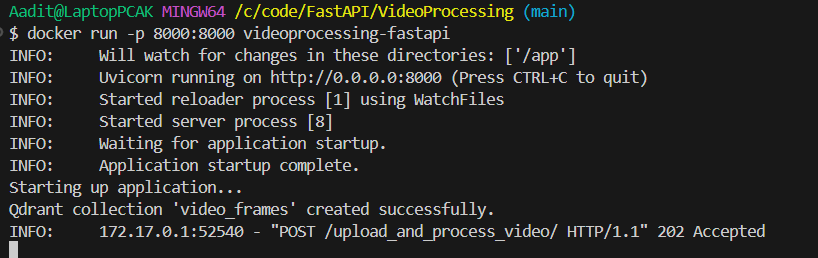 Aadit@LaptopPCAK MINGW64 /c/code/FastAPI/VideoProcessing (main)
$ docker run -p 8000:8000 videoprocessing-fastapi
INFO:     Will watch for changes in these directories: ['/app']
INFO:     Uvicorn running on http://0.0.0.0:8000 (Press CTRL+C to quit)
INFO:     Started reloader process [1] using WatchFiles
INFO:     Started server process [8]
INFO:     Waiting for application startup.
INFO:     Application startup complete.
Starting up application...
Qdrant collection 'video_frames' created successfully.
INFO:     172.17.0.1:52540 - "POST /upload_and_process_video/ HTTP/1.1" 202 Accepted